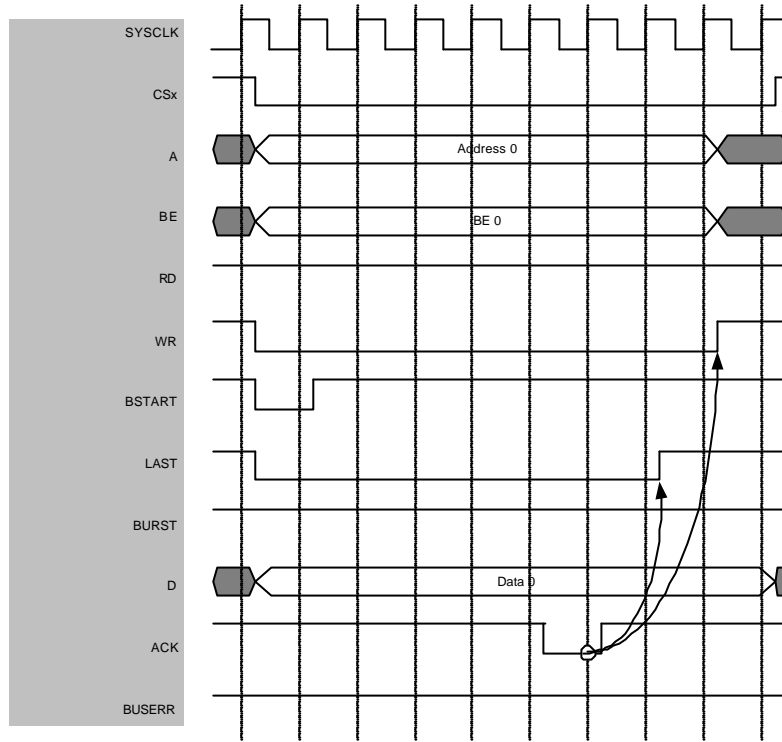 SYSCLK
CSx
A
Address 0
BE
BE 0
RD
WR
BSTART
LAST
BURST
D
Data 0
ACK
BUSERR